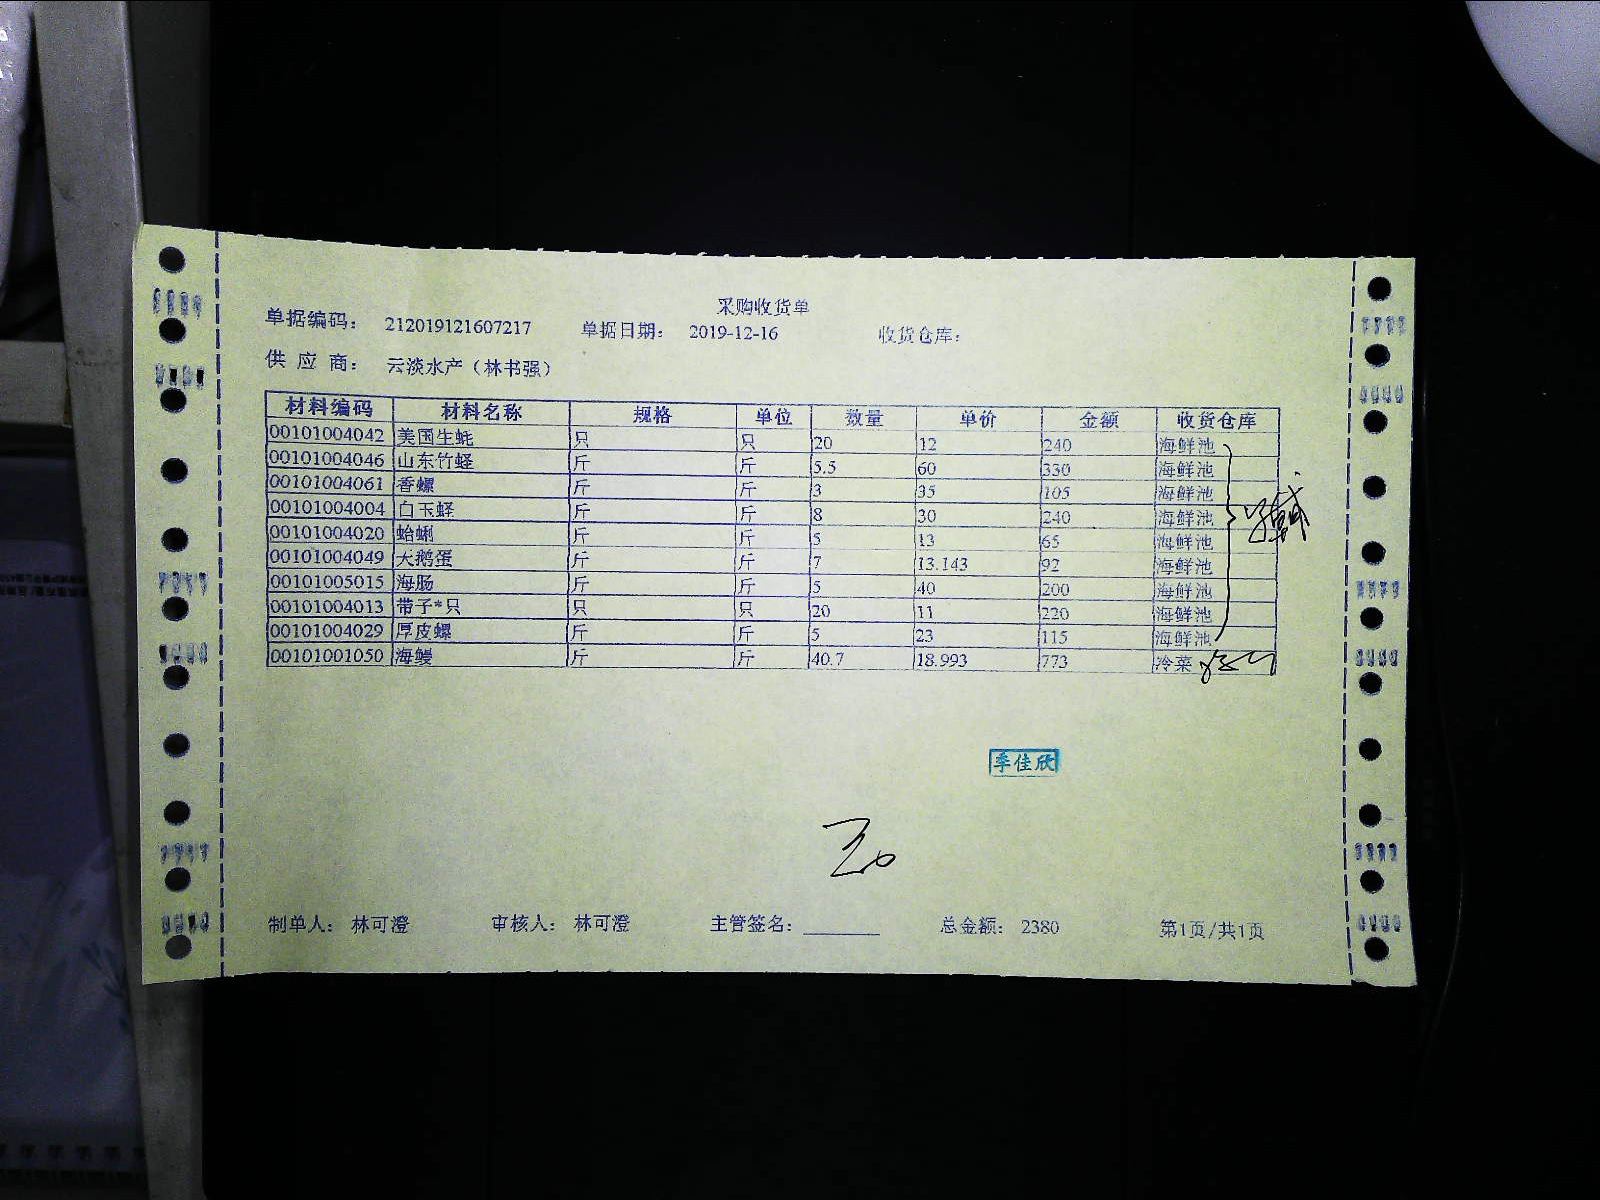 采购收货单
单据编码： 212019121607217 单据日期： 2019-12-16 收货仓库：
供 应 商： 云淡水产（林书强）
材料编码 材料名称 规格 单位 数量 单价 金额 收货仓库
00101004042 美国生蚝 只 只 20 12 240 海鲜池
00101004046 山东竹蛏 斤 斤 5.5 60 330 海鲜池
00101004061 香螺 斤 斤 3 35 105 海鲜池
00101004004 白玉蛏 斤 斤 8 30 240 海鲜池
00101004020 蛤蜊 斤 斤 5 13 65 海鲜池
00101004049 天鹅蛋 斤 斤 7 13.143 92 海鲜池
00101005015 海肠 斤 斤 5 40 200 海鲜池
00101004013 带子*只 只 只 20 11 220 海鲜池
00101004029 厚皮螺 斤 斤 5 23 115 海鲜池
00101001050 海鳗 斤 斤 40.7 18.993 773 冷菜
季佳欣
制单人： 林可澄 审核人： 林可澄 主管签名： 总金额： 2380 第1页/共1页